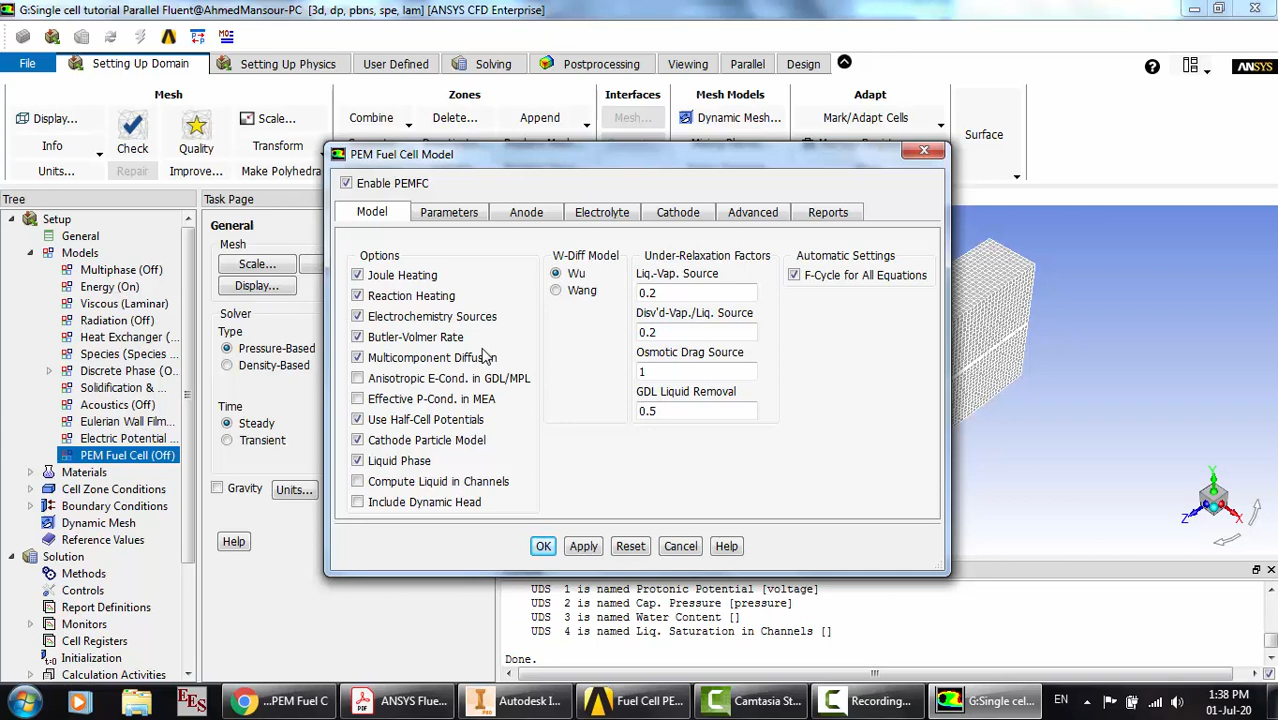 G:Single cell tutorial Parallel Fluent@AhmedMansour-PC [3d, dp, pbns, spe, lam] [ANSYS CFD Enterprise]
File
Setting Up Domain
Setting Up Physics
User Defined
Solving
Postprocessing
Viewing
Parallel
Design
ANSYS
Mesh
Zones
Interfaces
Mesh Models
Adapt
Display...
Scale...
Combine
Delete...
Append
Mesh...
Dynamic Mesh...
Mark/Adapt Cells
Surface
Info
Check
Quality
Transform
Units...
Repair
Improve...
Make Polyhedra
Tree
Task Page
Setup
General
Models
Multiphase (Off)
Energy (On)
Viscous (Laminar)
Radiation (Off)
Heat Exchanger (...
Species (Species ...
Discrete Phase (O...
Solidification & ...
Acoustics (Off)
Eulerian Wall Film...
Electric Potential ...
PEM Fuel Cell (Off)
Materials
Cell Zone Conditions
Boundary Conditions
Dynamic Mesh
Reference Values
Solution
Methods
Controls
Report Definitions
Monitors
Cell Registers
Initialization
Calculation Activities
General
Mesh
Scale...
Display...
Solver
Type
Pressure-Based
Density-Based
Time
Steady
Transient
Gravity
Units...
Help
PEM Fuel Cell Model
Enable PEMFC
Model
Parameters
Anode
Electrolyte
Cathode
Advanced
Reports
Options
Joule Heating
Reaction Heating
Electrochemistry Sources
Butler-Volmer Rate
Multicomponent Diffusion
Anisotropic E-Cond. in GDL/MPL
Effective P-Cond. in MEA
Use Half-Cell Potentials
Cathode Particle Model
Liquid Phase
Compute Liquid in Channels
Include Dynamic Head
W-Diff Model
Wu
Wang
Under-Relaxation Factors
Liq.-Vap. Source
0.2
Disv'd-Vap./Liq. Source
0.2
Osmotic Drag Source
1
GDL Liquid Removal
0.5
Automatic Settings
F-Cycle for All Equations
OK
Apply
Reset
Cancel
Help
Y
Z
X
UDS 1 is named Protonic Potential [voltage]
UDS 2 is named Cap. Pressure [pressure]
UDS 3 is named Water Content []
UDS 4 is named Liq. Saturation in Channels []
Done.
EES
...PEM Fuel C
ANSYS Flue...
Autodesk I...
Fuel Cell PE...
Camtasia St...
Recording...
G:Single cel...
EN
1:38 PM
01-Jul-20